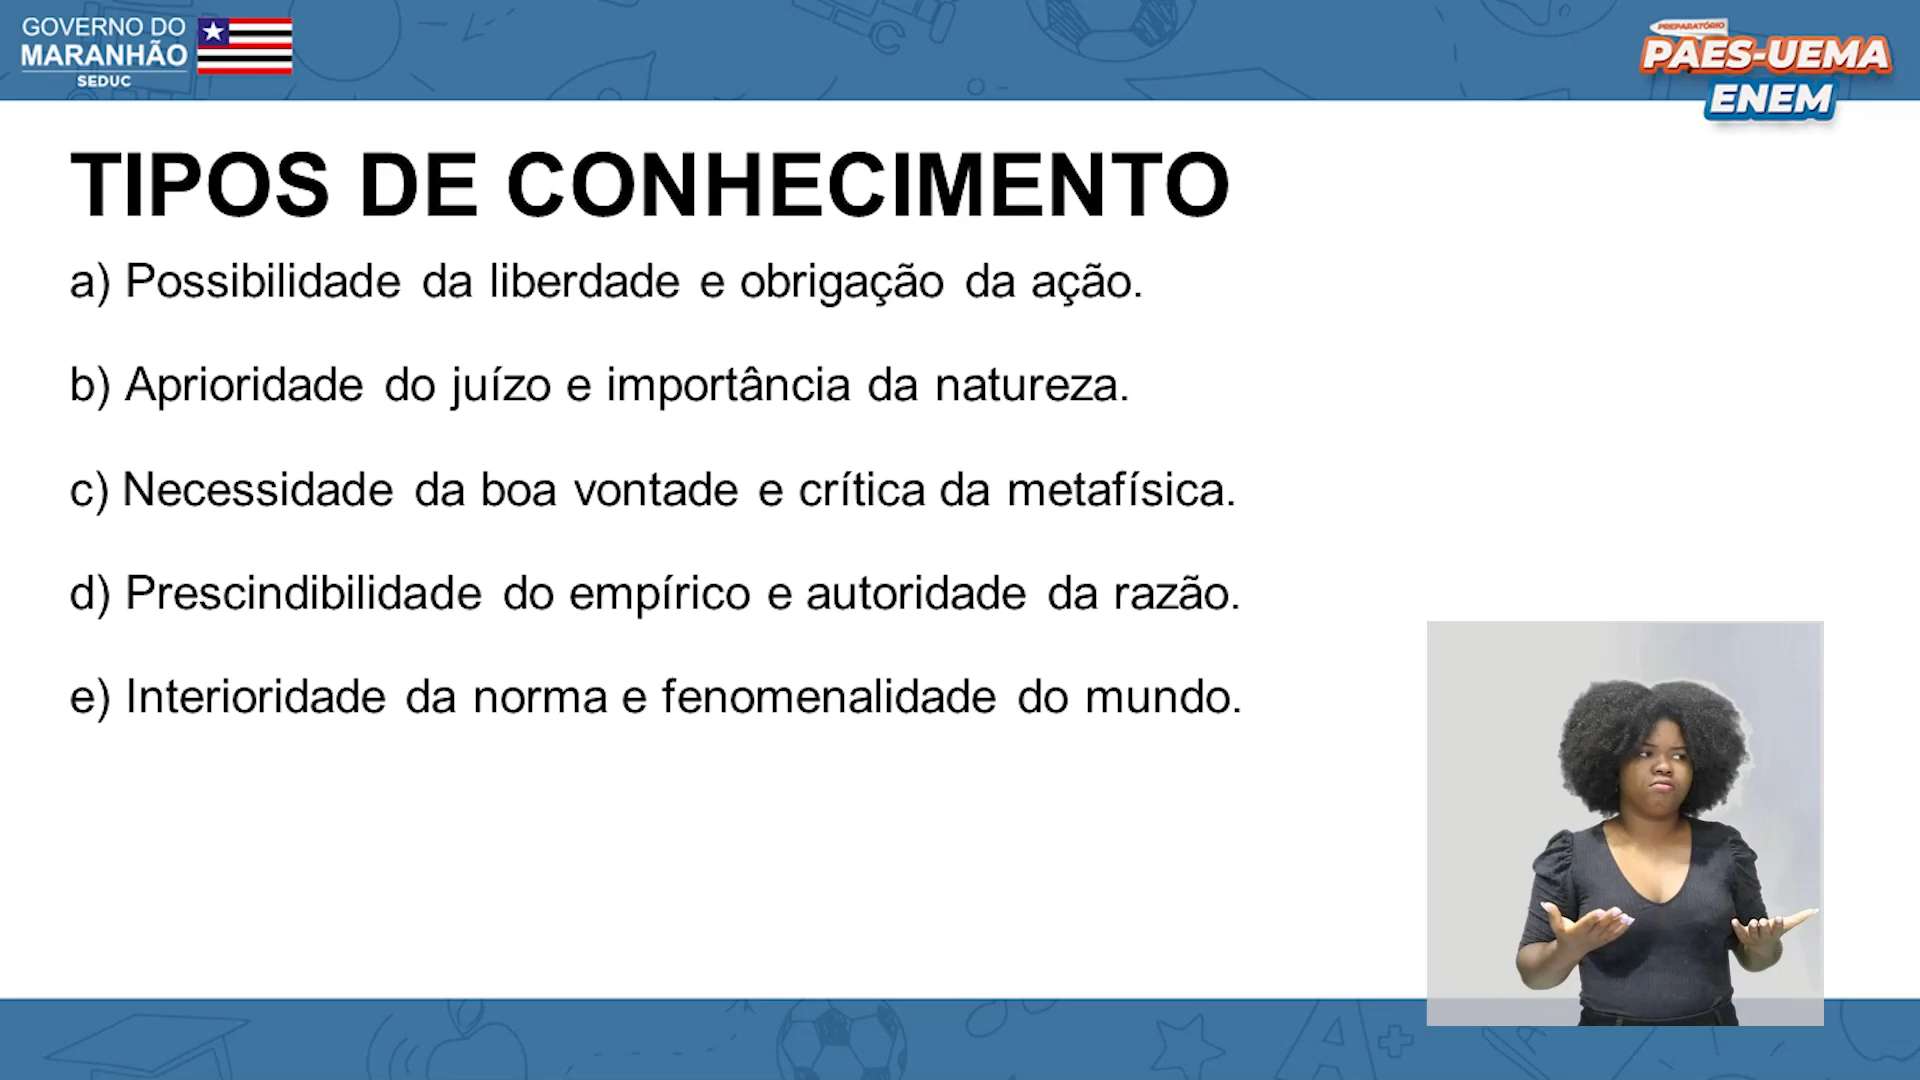 GOVERNO DO
MARANHÃO
SEDUC
PREPARATÓRIO
PAES-UEMA
ENEM
TIPOS DE CONHECIMENTO
a) Possibilidade da liberdade e obrigação da ação.
b) Aprioridade do juízo e importância da natureza.
c) Necessidade da boa vontade e crítica da metafísica.
d) Prescindibilidade do empírico e autoridade da razão.
e) Interioridade da norma e fenomenalidade do mundo.
A+